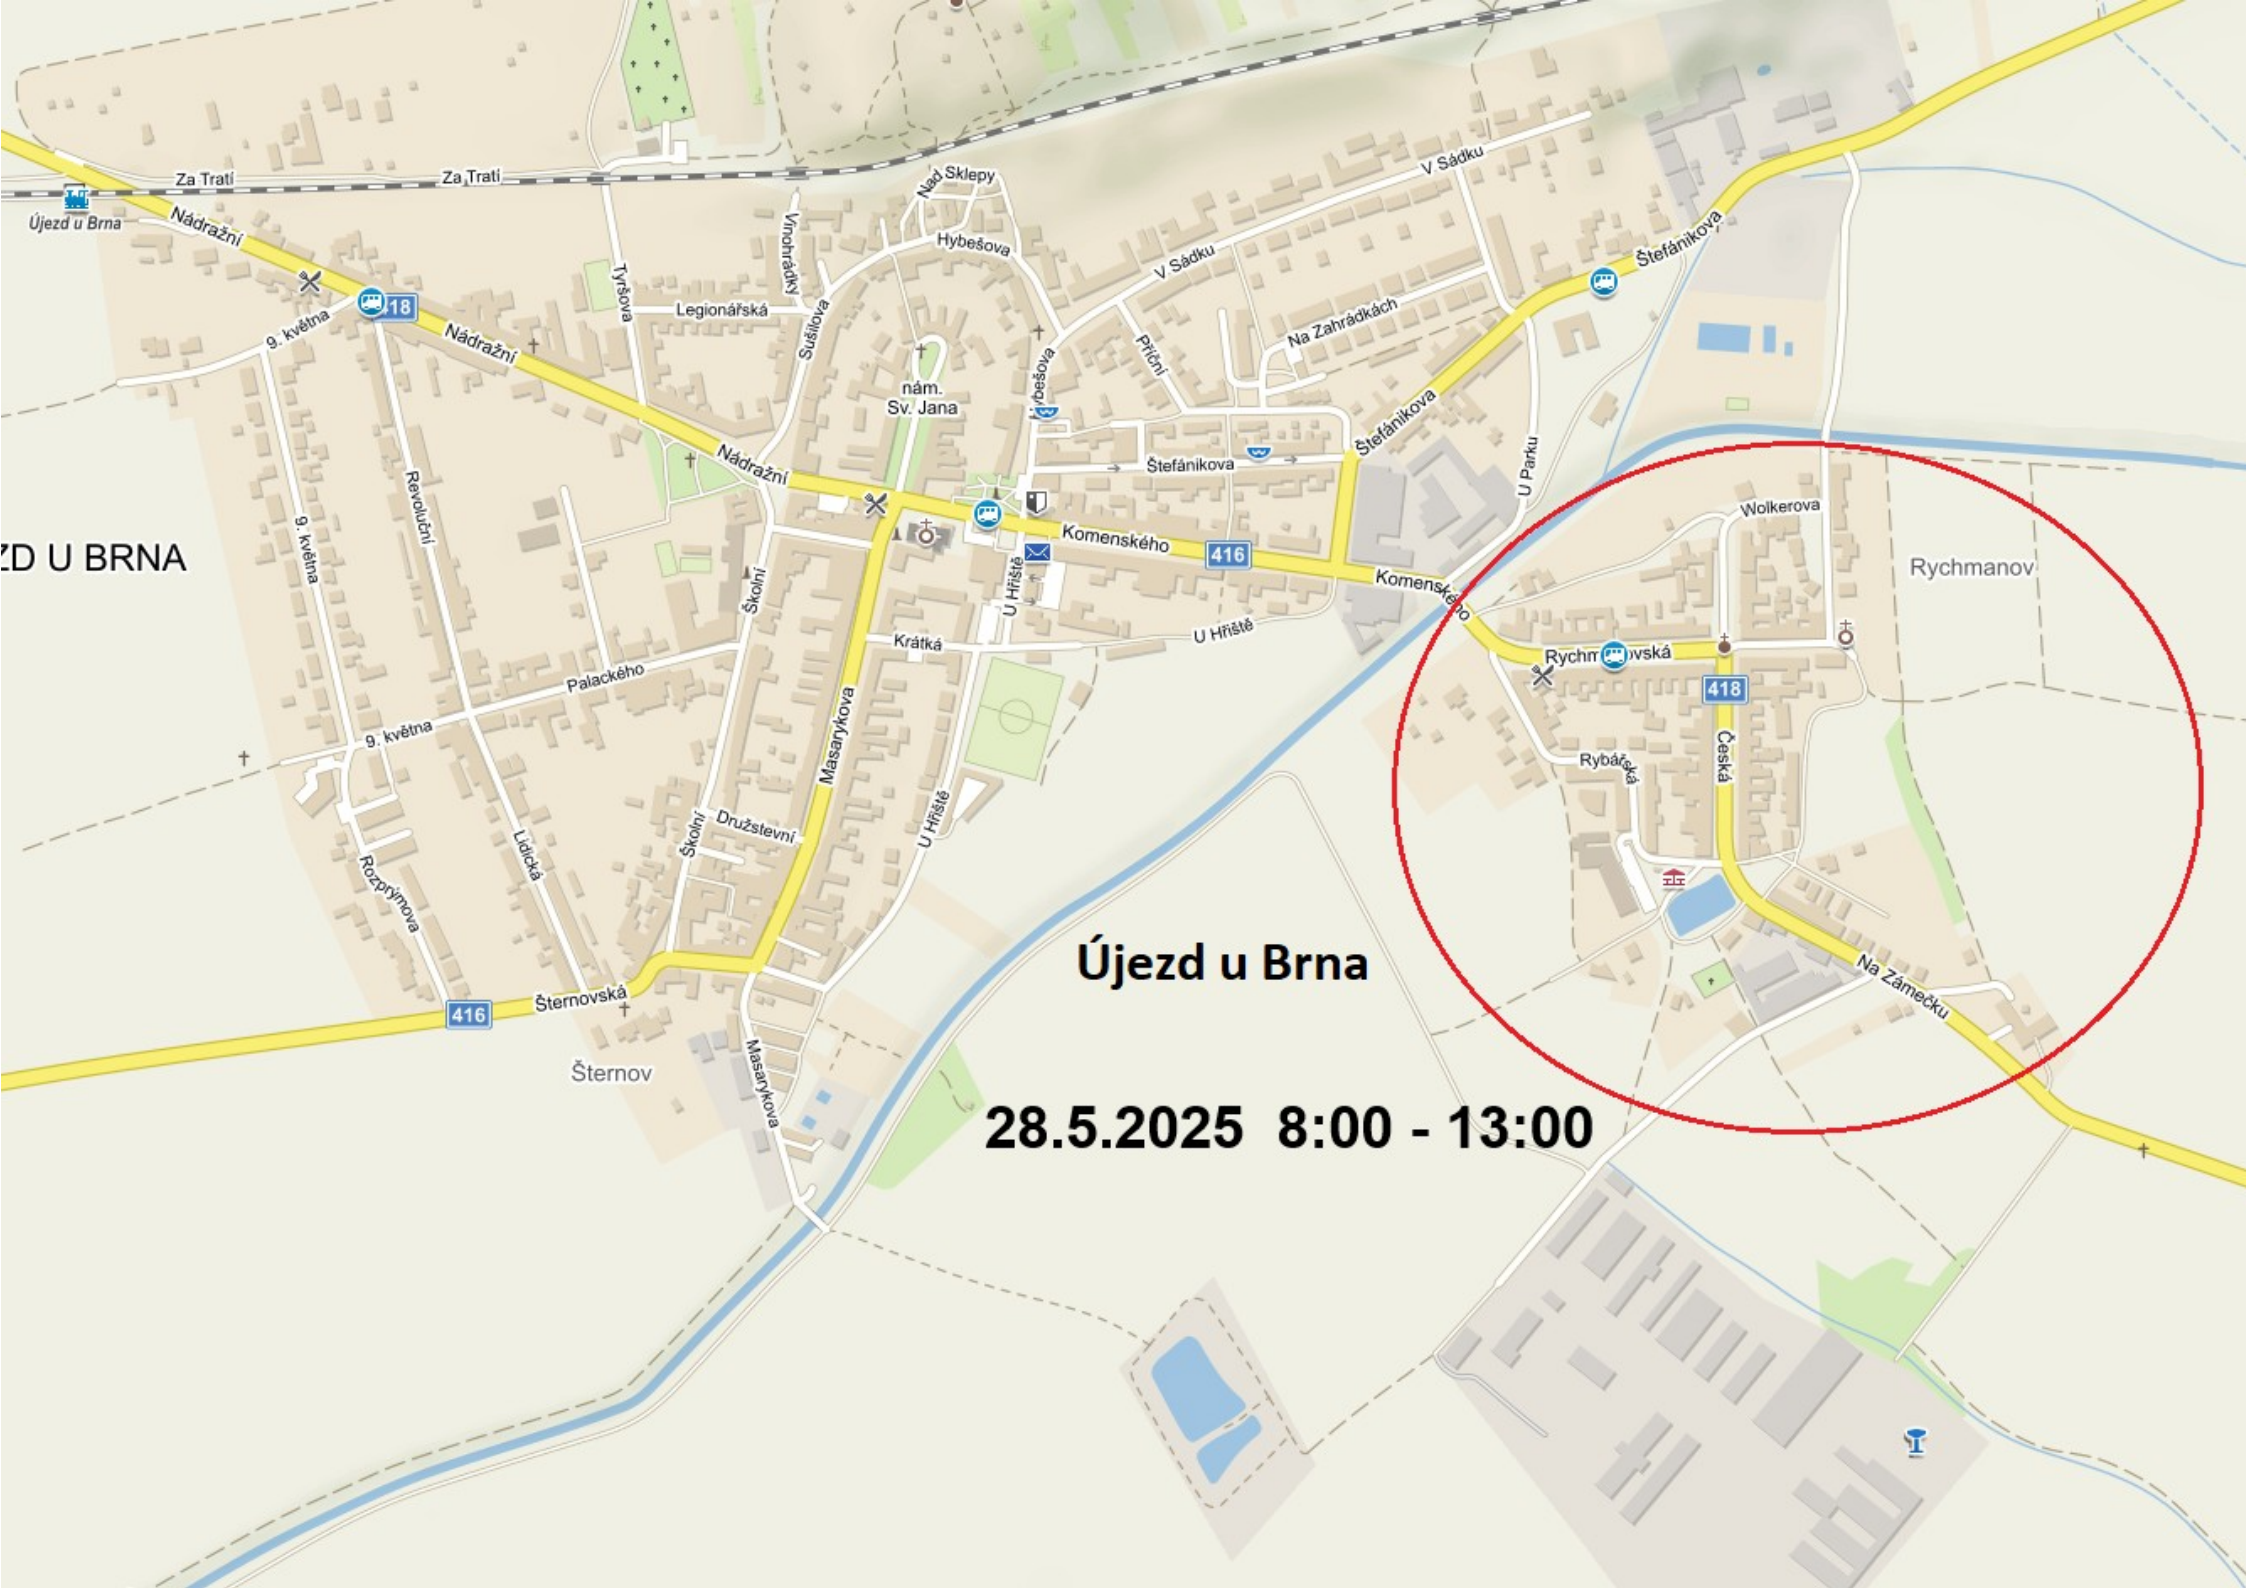 Za Tratí
Za Tratí
Nad Sklepy
V Sádku
Újezd u Brna
Nádražní
Vinohrádky
Hybešova
V Sádku
Štefánikova
Tyršova
418
Legionářská
Sušilova
9. května
Nádražní
Příční
Na Zahrádkách
Hybešova
nám.
Sv. Jana
Nádražní
Štefánikova
Štefánikova
U Parku
Revoluční
9. května
Wolkerova
ZD U BRNA
Komenského
416
Komenského
Rychmanov
Školní
U Hřiště
Krátká
U Hřiště
Rychm ovská
Palackého
418
9. května
Masarykova
Česká
Rybářská
Družstevní
Školní
U Hřiště
Lidická
Rozprýmova
Újezd u Brna
Na Zámečku
Šternovská
416
Šternov
Masarykova
28.5.2025 8:00 - 13:00